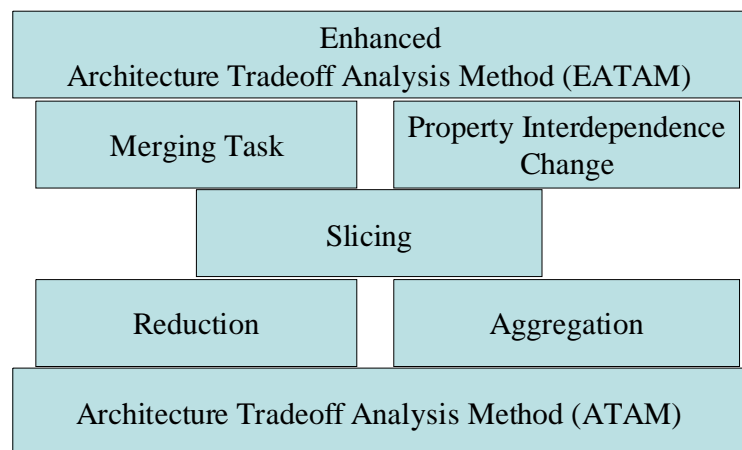 Enhanced
Architecture Tradeoff Analysis Method (EATAM)
Merging Task
Property Interdependence
Change
Slicing
Reduction
Aggregation
Architecture Tradeoff Analysis Method (ATAM)